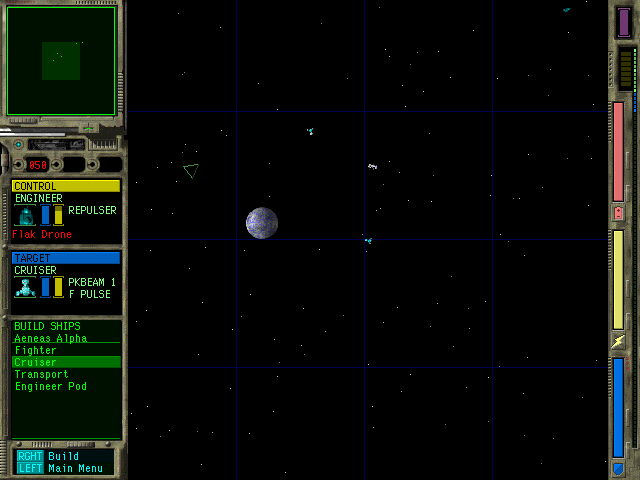 050
CONTROL
ENGINEER
REPULSER
Flak Drone
TARGET
CRUISER
PKBEAM 1
F PULSE
BUILD SHIPS
Aeneas Alpha
Fighter
Cruiser
Transport
Engineer Pod
RGHT Build
LEFT Main Menu